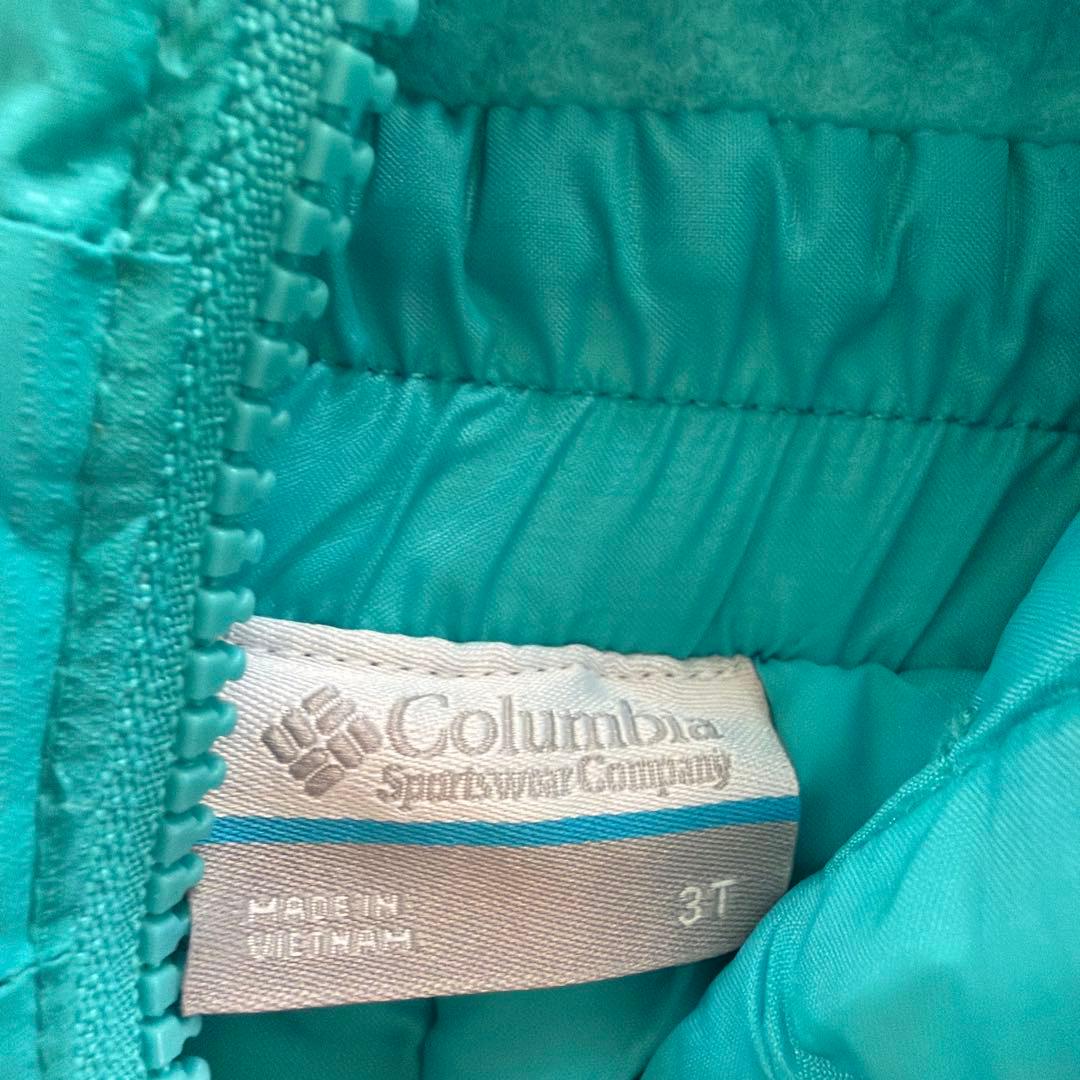 Columbia
Sportswear Company
MADE IN
VIETNAM
3T